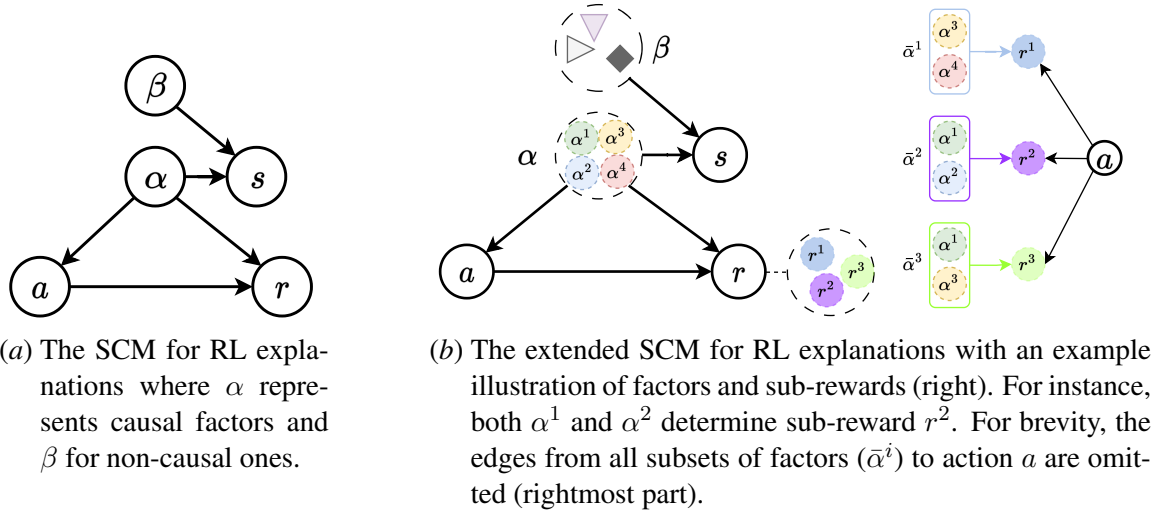 β
α
s
a
r
(a) The SCM for RL expla-
nations where α repre-
sents causal factors and
β for non-causal ones.
β
α
α¹ α³
α² α⁴
s
a
r
r¹
r³
r²
ᾱ¹
α³
α⁴
r¹
ᾱ²
α¹
α²
r²
a
ᾱ³
α¹
α³
r³
(b) The extended SCM for RL explanations with an example
illustration of factors and sub-rewards (right). For instance,
both α¹ and α² determine sub-reward r². For brevity, the
edges from all subsets of factors (ᾱⁱ) to action a are omit-
ted (rightmost part).